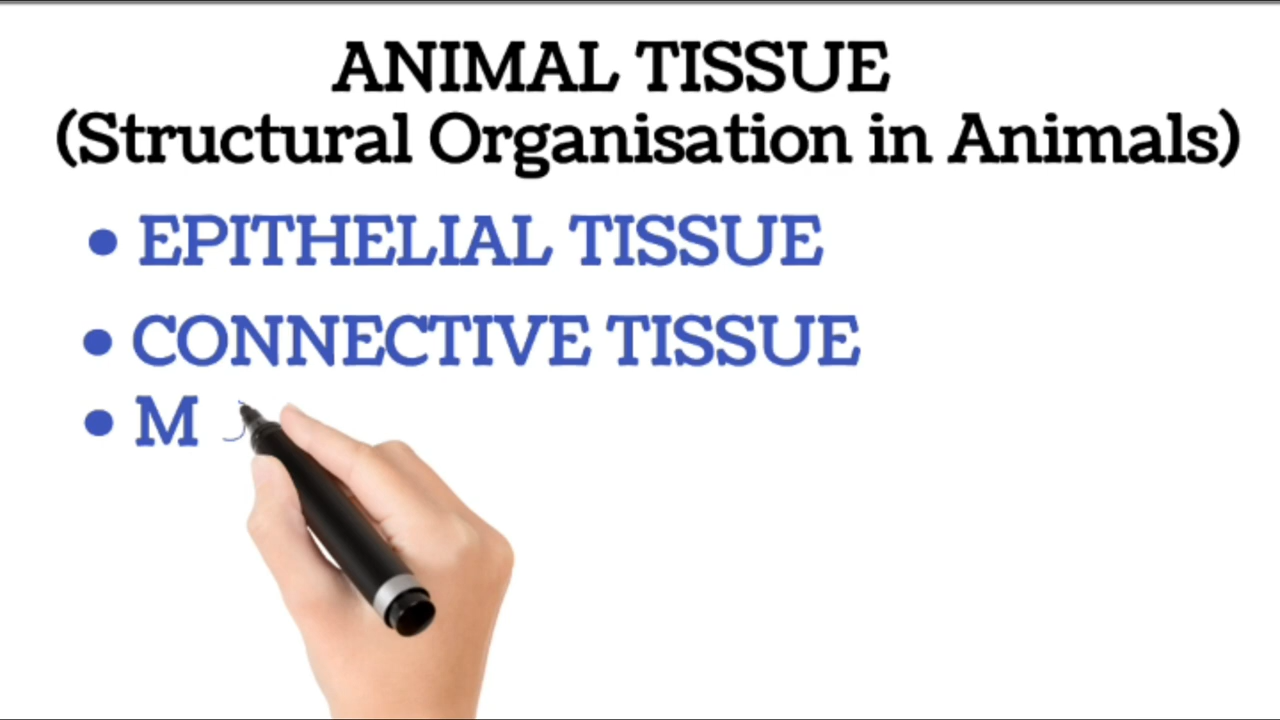 ANIMAL TISSUE
(Structural Organisation in Animals)
• EPITHELIAL TISSUE
• CONNECTIVE TISSUE
• M